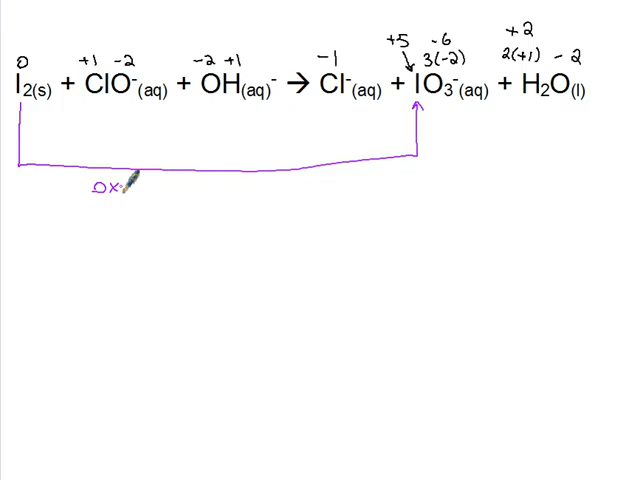 +2
+5 -6
0 +1 -2 -2 +1 -1 3(-2) 2(+1) -2
I2(s) + ClO-(aq) + OH(aq)- → Cl-(aq) + IO3-(aq) + H2O(l)
OX